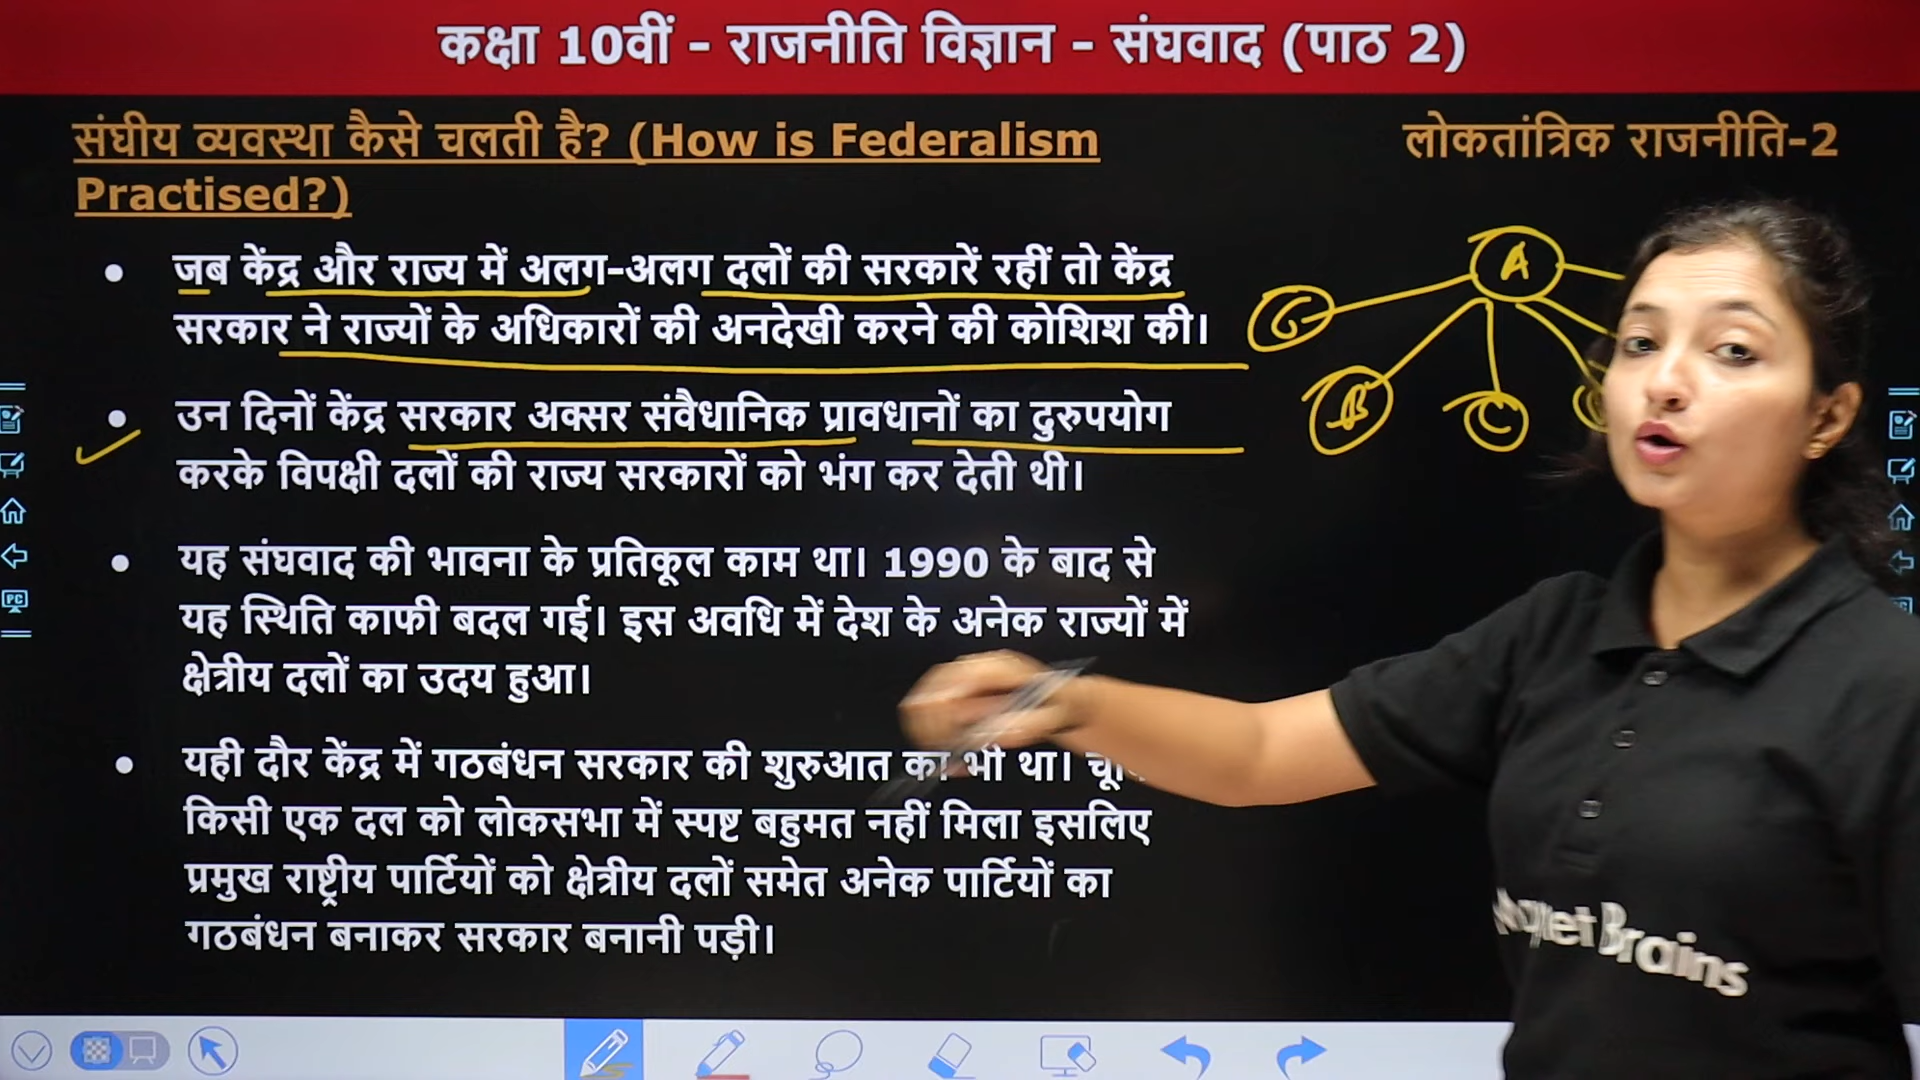 कक्षा 10वीं - राजनीति विज्ञान - संघवाद (पाठ 2)
संघीय व्यवस्था कैसे चलती है? (How is Federalism
Practised?)
लोकतांत्रिक राजनीति-2
जब केंद्र और राज्य में अलग-अलग दलों की सरकारें रहीं तो केंद्र
सरकार ने राज्यों के अधिकारों की अनदेखी करने की कोशिश की।
उन दिनों केंद्र सरकार अक्सर संवैधानिक प्रावधानों का दुरुपयोग
करके विपक्षी दलों की राज्य सरकारों को भंग कर देती थी।
यह संघवाद की भावना के प्रतिकूल काम था। 1990 के बाद से
यह स्थिति काफी बदल गई। इस अवधि में देश के अनेक राज्यों में
क्षेत्रीय दलों का उदय हुआ।
यही दौर केंद्र में गठबंधन सरकार की शुरुआत का भी था।
किसी एक दल को लोकसभा में स्पष्ट बहुमत नहीं मिला इसलिए
प्रमुख राष्ट्रीय पार्टियों को क्षेत्रीय दलों समेत अनेक पार्टियों का
गठबंधन बनाकर सरकार बनानी पड़ी।
A
B
C
PC
Brains